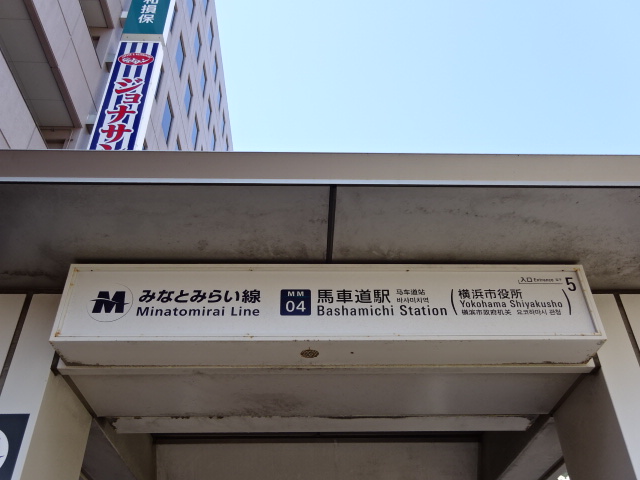 和損保
ジョナサン
M みなとみらい線
Minatomirai Line
MM
04
馬車道駅
Bashamichi Station
马车道站
바샤미치역
横浜市役所
Yokohama Shiyakusho
横滨市政府机关 요코하마시 관청
入口 Entrance
5